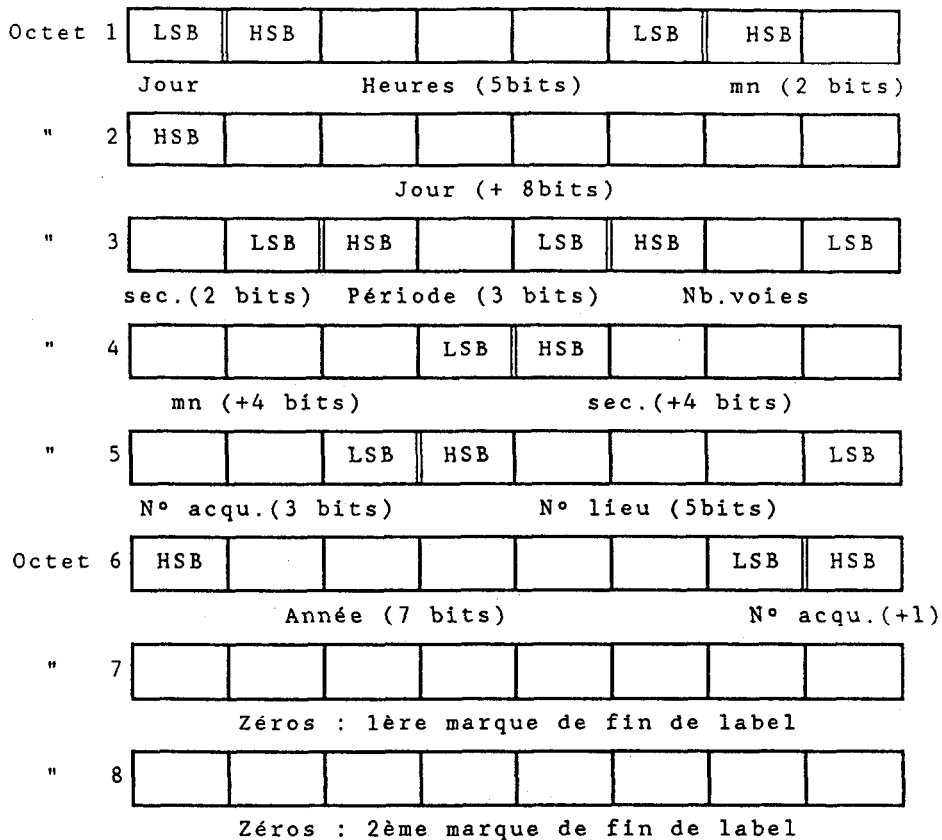 Octet 1 LSB HSB LSB HSB
Jour Heures (5bits) mn (2 bits)
" 2 HSB
Jour (+ 8bits)
" 3 LSB HSB LSB HSB LSB
sec.(2 bits) Période (3 bits) Nb.voies
" 4 LSB HSB
mn (+4 bits) sec.(+4 bits)
" 5 LSB HSB LSB
N° acqu.(3 bits) N° lieu (5bits)
Octet 6 HSB LSB HSB
Année (7 bits) N° acqu.(+1)
" 7
Zéros : 1ère marque de fin de label
" 8
Zéros : 2ème marque de fin de label